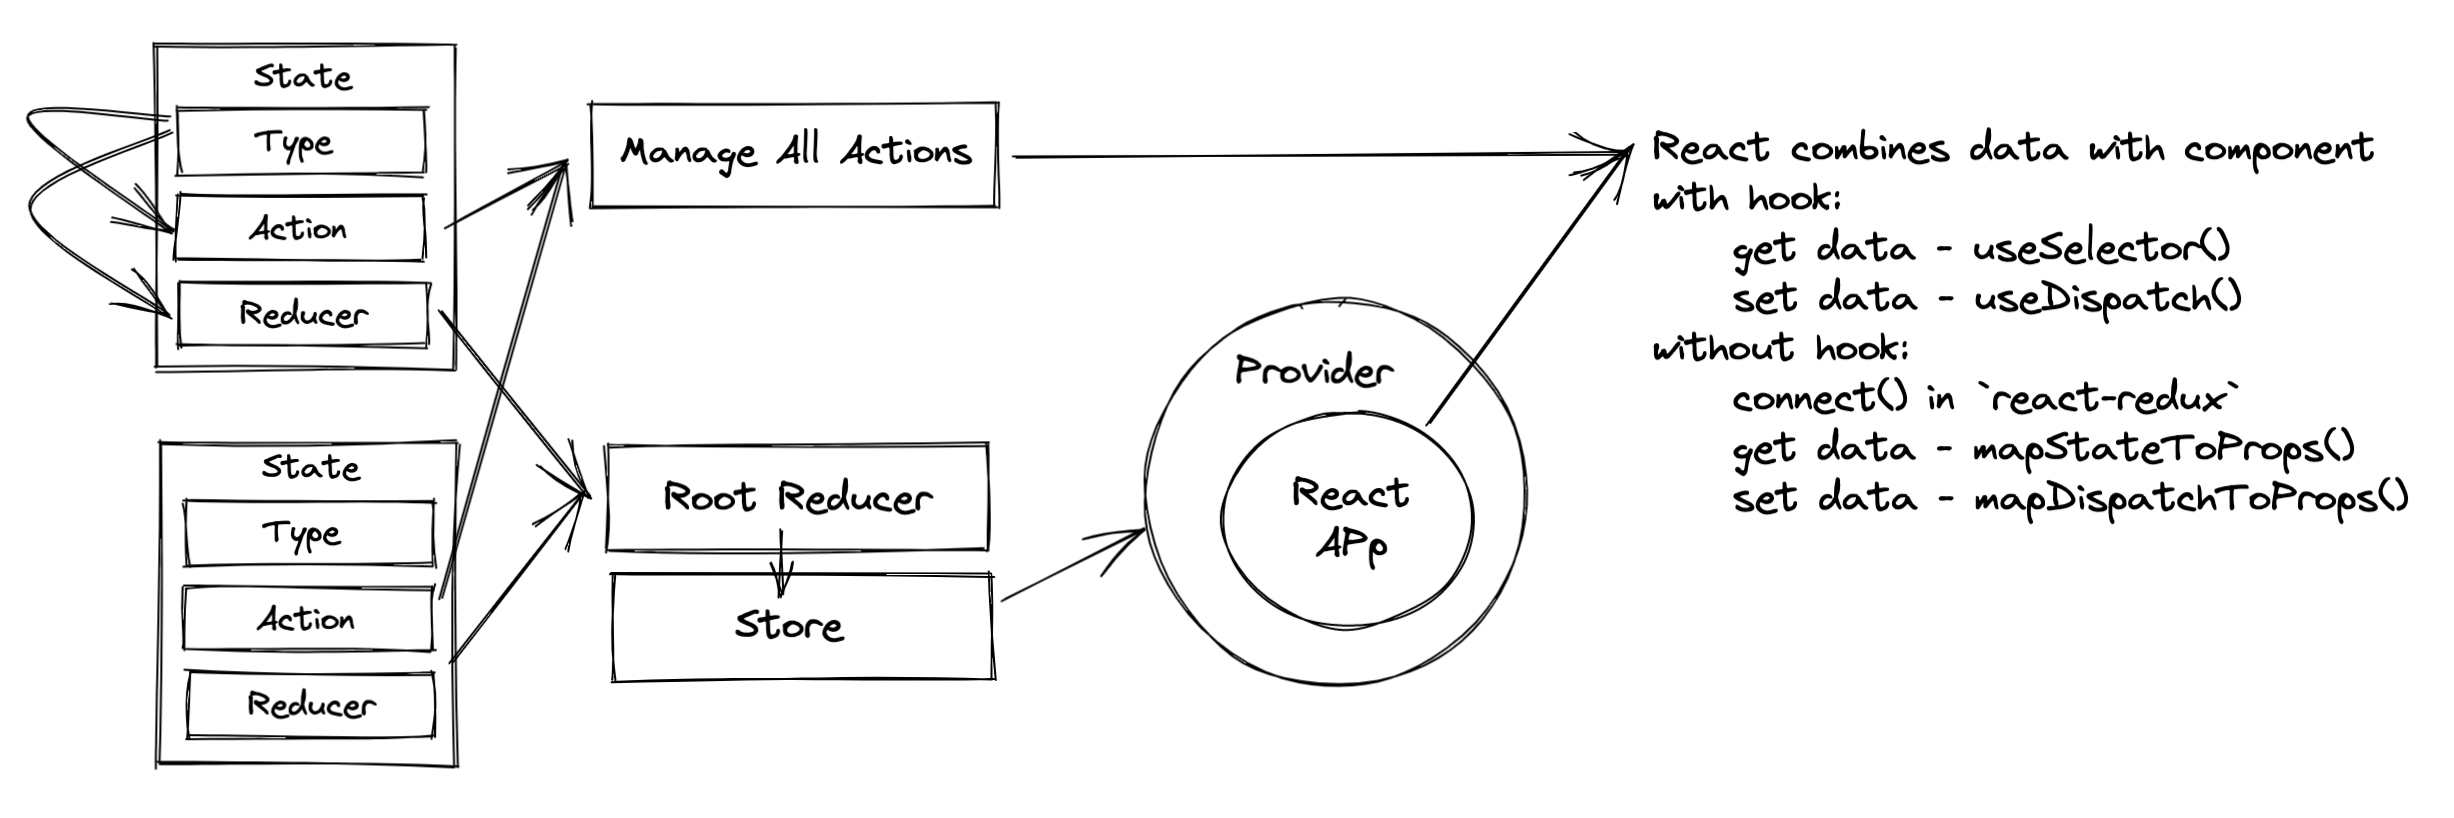 State
Type
Action
Reducer
State
Type
Action
Reducer
Manage All Actions
Root Reducer
Store
Provider
React
APp
React combines data with component
with hook:
get data - useSelector()
set data - useDispatch()
without hook:
connect() in `react-redux`
get data - mapStateToProps()
set data - mapDispatchToProps()